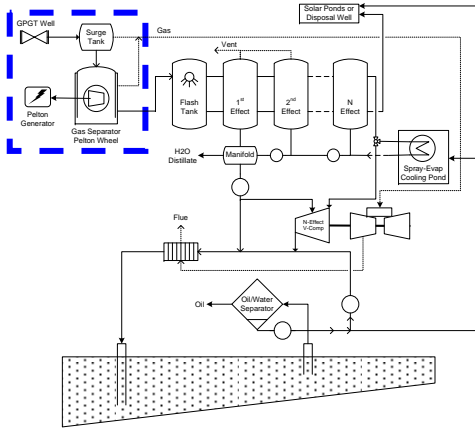 Solar Ponds or
Disposal Well
GPGT Well
Surge
Tank
Gas
Vent
Pelton
Generator
Gas Separator
Pelton Wheel
Flash
Tank
1st
Effect
2nd
Effect
N
Effect
H2O
Distillate
Manifold
Spray-Evap
Cooling Pond
N-Effect
V-Comp
Flue
Oil
Oil/Water
Separator